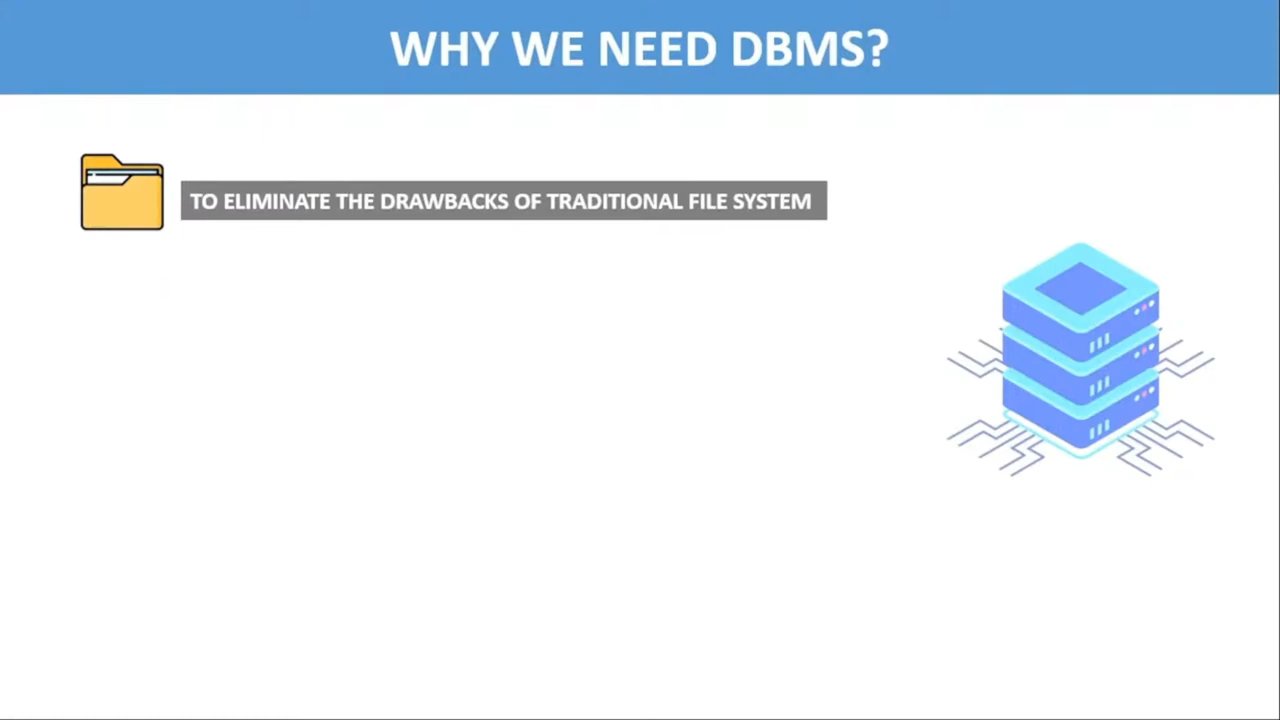 WHY WE NEED DBMS?
TO ELIMINATE THE DRAWBACKS OF TRADITIONAL FILE SYSTEM